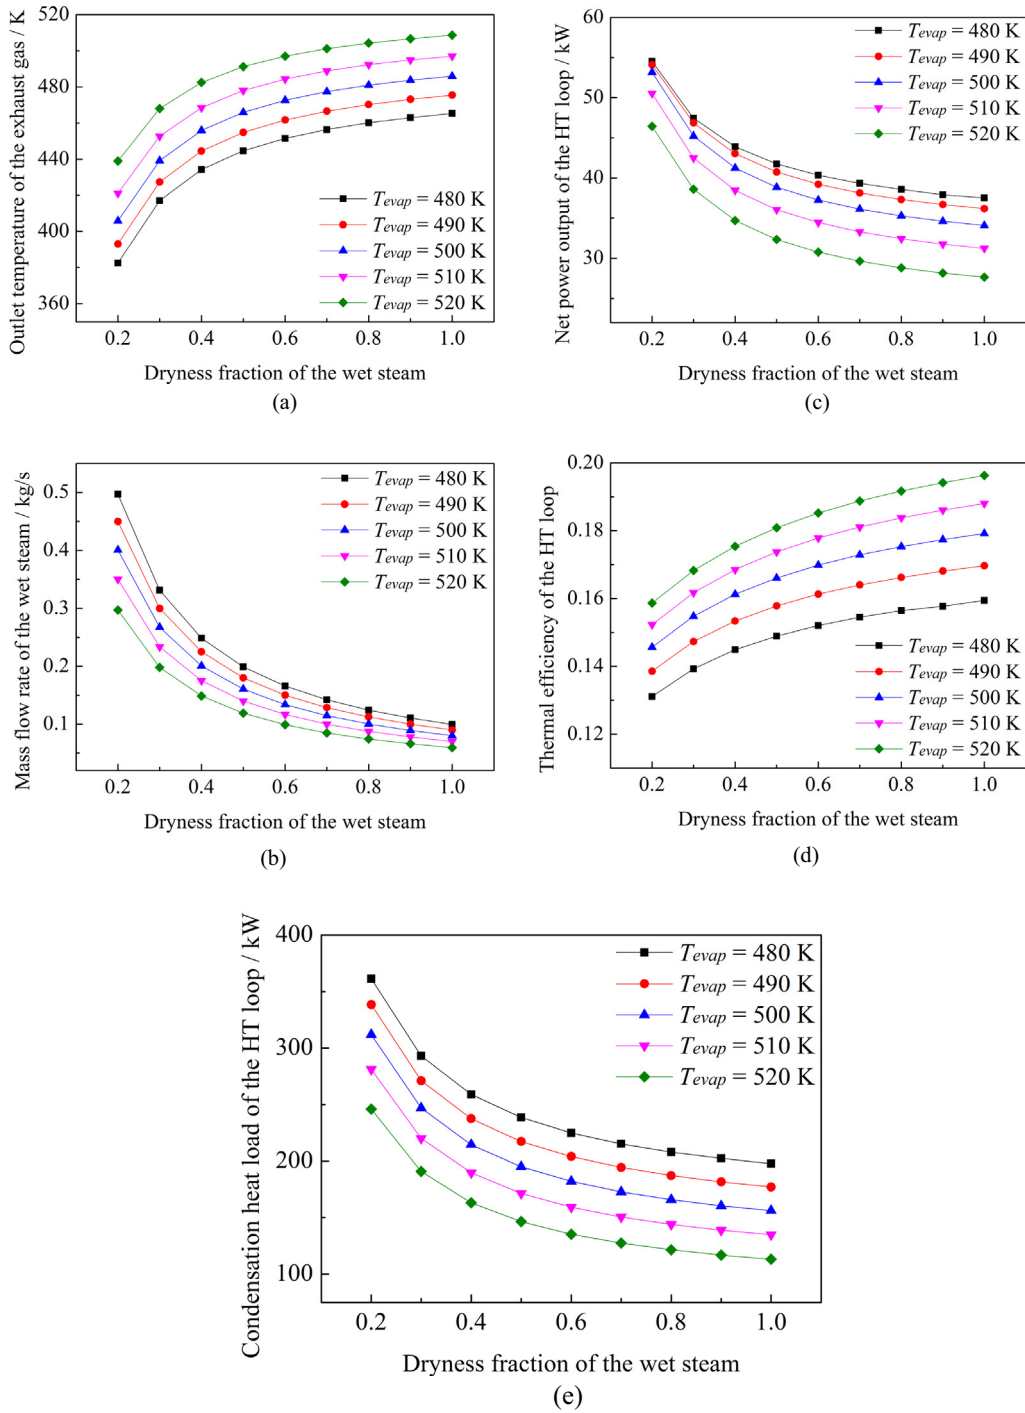 520
480
440
400
360
Outlet temperature of the exhaust gas / K
Tevap = 480 K
Tevap = 490 K
Tevap = 500 K
Tevap = 510 K
Tevap = 520 K
0.2 0.4 0.6 0.8 1.0
Dryness fraction of the wet steam
(a)
60
50
40
30
Net power output of the HT loop / kW
Tevap = 480 K
Tevap = 490 K
Tevap = 500 K
Tevap = 510 K
Tevap = 520 K
0.2 0.4 0.6 0.8 1.0
Dryness fraction of the wet steam
(c)
0.5
0.4
0.3
0.2
0.1
Mass flow rate of the wet steam / kg/s
Tevap = 480 K
Tevap = 490 K
Tevap = 500 K
Tevap = 510 K
Tevap = 520 K
0.2 0.4 0.6 0.8 1.0
Dryness fraction of the wet steam
(b)
0.20
0.18
0.16
0.14
0.12
Thermal efficiency of the HT loop
Tevap = 480 K
Tevap = 490 K
Tevap = 500 K
Tevap = 510 K
Tevap = 520 K
0.2 0.4 0.6 0.8 1.0
Dryness fraction of the wet steam
(d)
400
300
200
100
Condensation heat load of the HT loop / kW
Tevap = 480 K
Tevap = 490 K
Tevap = 500 K
Tevap = 510 K
Tevap = 520 K
0.2 0.4 0.6 0.8 1.0
Dryness fraction of the wet steam
(e)